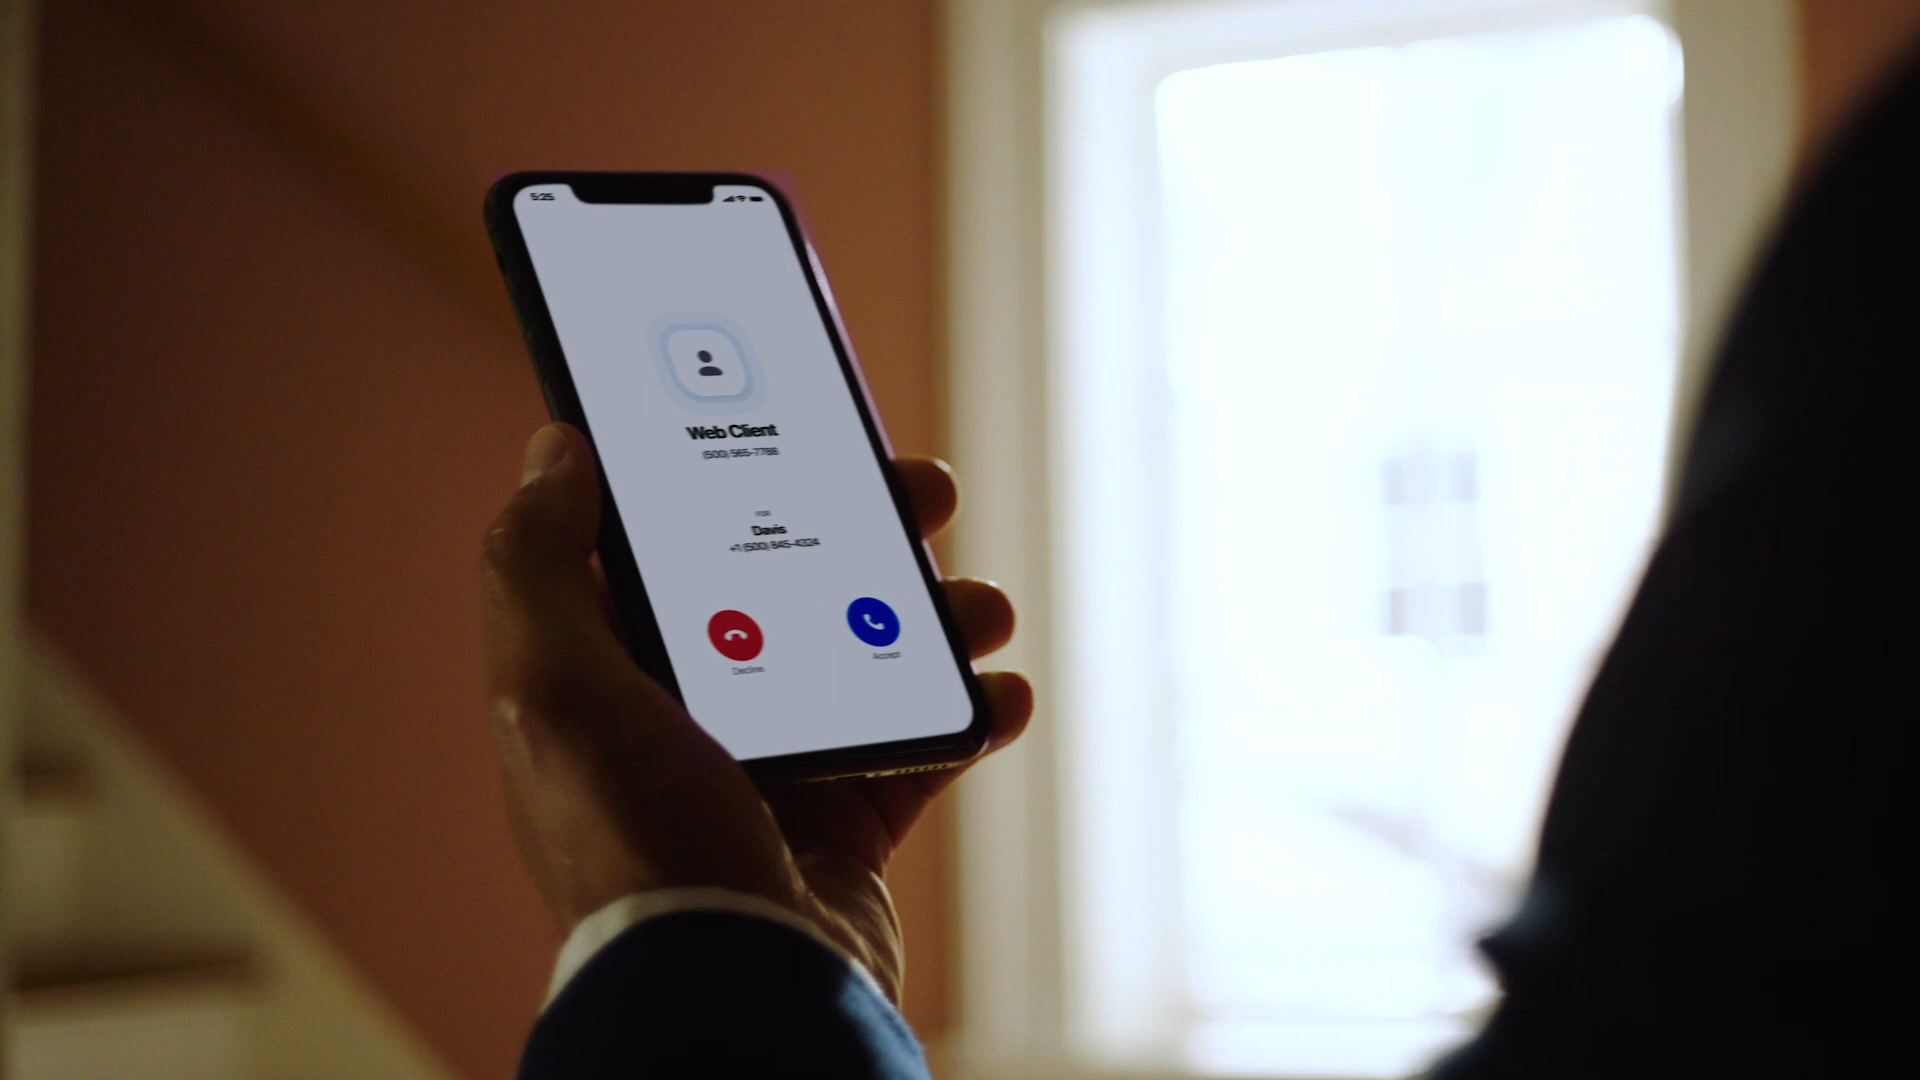 5:25
Web Client
(500) 565-7788
FOR
Davis
+1 (500) 845-4324
Decline
Accept